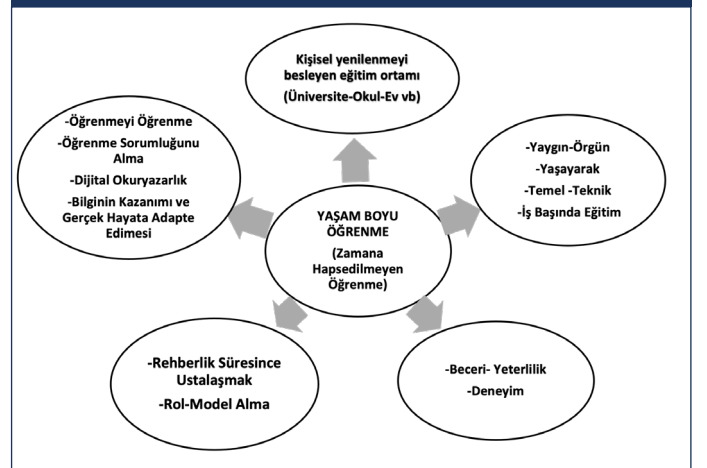 Kişisel yenilenmeyi
besleyen eğitim ortamı
(Üniversite-Okul-Ev vb)
-Öğrenmeyi Öğrenme
-Öğrenme Sorumluğunu
Alma
-Dijital Okuryazarlık
-Bilginin Kazanımı ve
Gerçek Hayata Adapte
Edimesi
-Yaygın-Örgün
-Yaşayarak
-Temel -Teknik
-İş Başında Eğitim
YAŞAM BOYU
ÖĞRENME
(Zamana
Hapsedilmeyen
Öğrenme)
-Rehberlik Süresince
Ustalaşmak
-Rol-Model Alma
-Beceri- Yeterlilik
-Deneyim